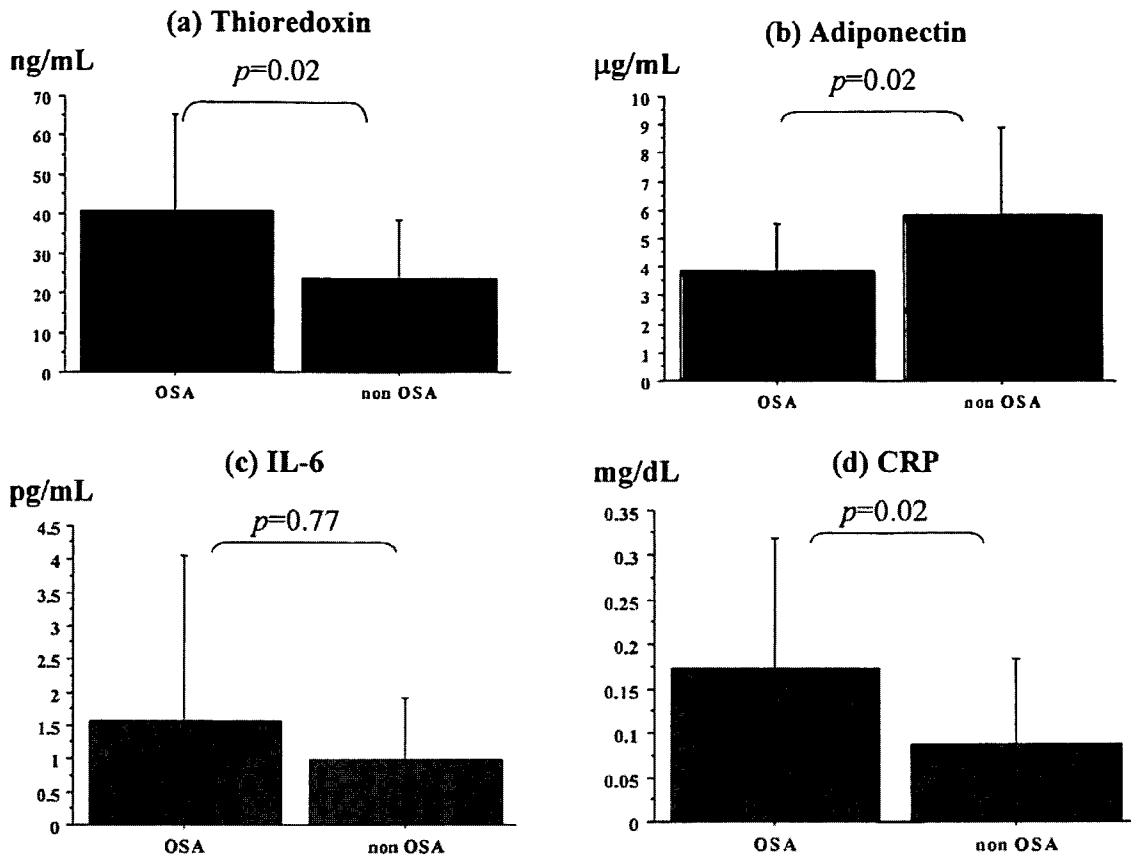 (a) Thioredoxin
ng/mL
p=0.02
70
60
50
40
30
20
10
0
OSA
non OSA
(b) Adiponectin
µg/mL
p=0.02
10
9
8
7
6
5
4
3
2
1
0
OSA
non OSA
(c) IL-6
pg/mL
p=0.77
4.5
4
3.5
3
2.5
2
1.5
1
0.5
0
OSA
non OSA
(d) CRP
mg/dL
p=0.02
0.35
0.3
0.25
0.2
0.15
0.1
0.05
0
OSA
non OSA